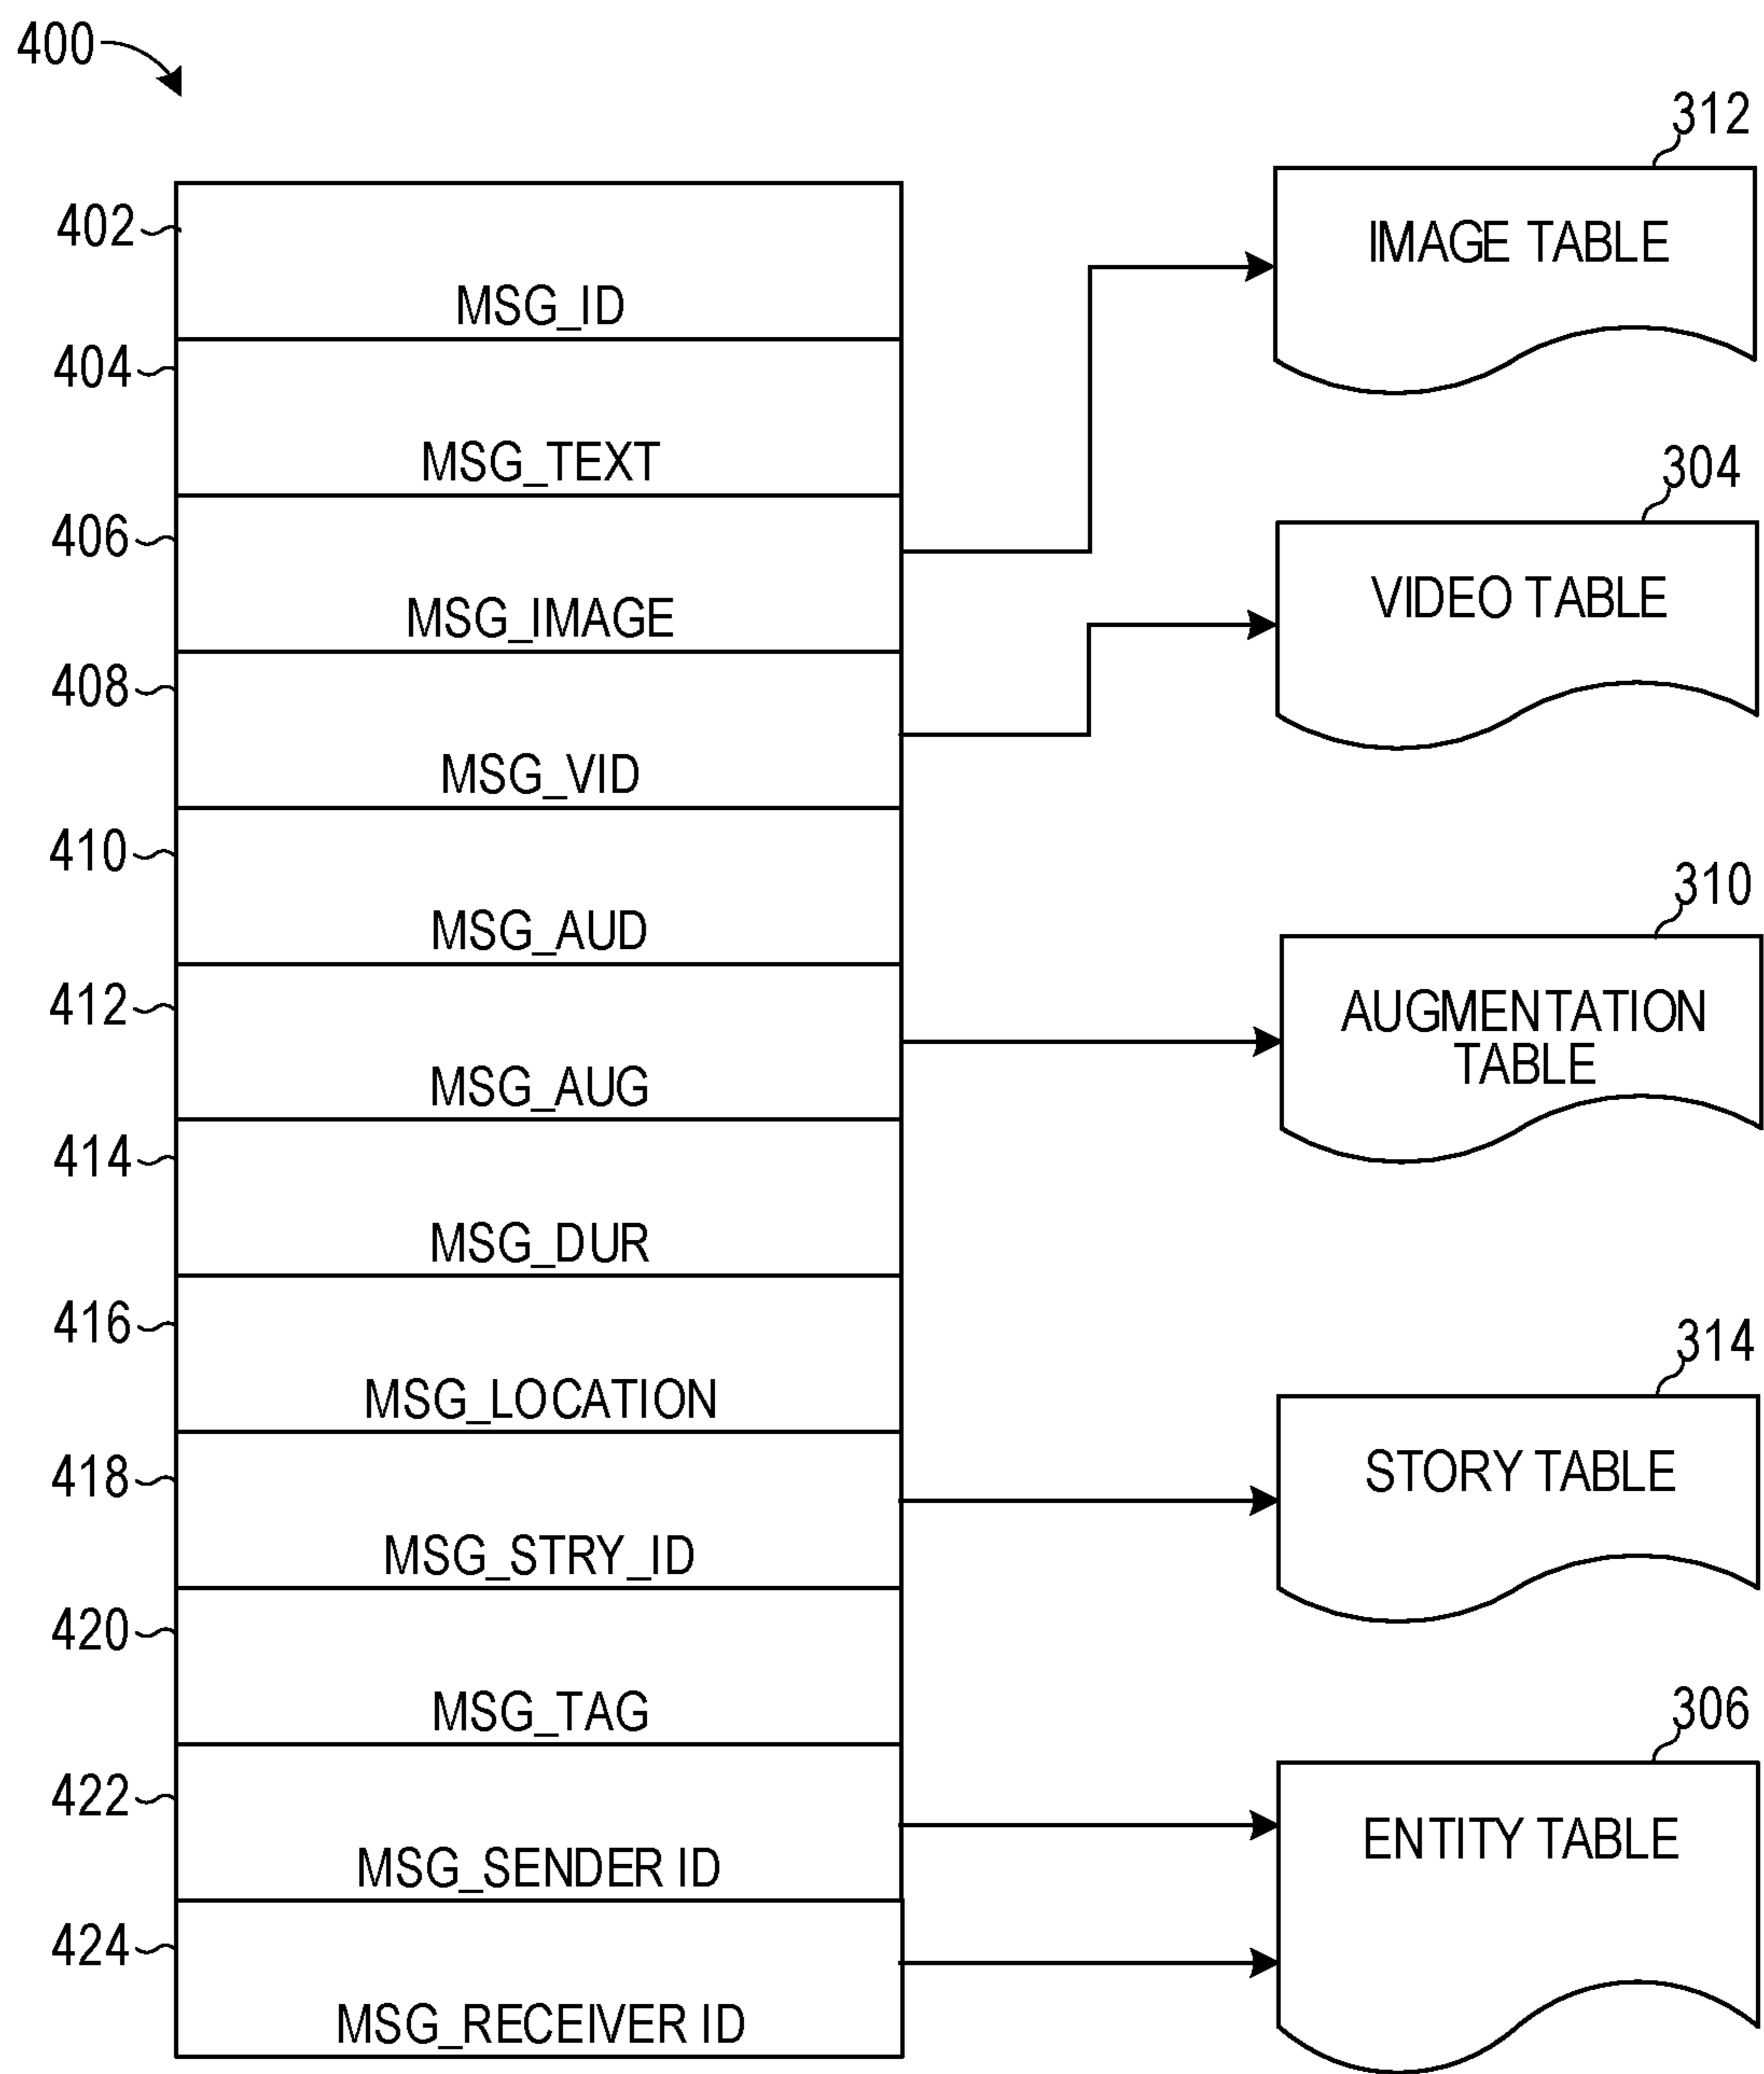 400
402
MSG_ID
404
MSG_TEXT
406
MSG_IMAGE
408
MSG_VID
410
MSG_AUD
412
MSG_AUG
414
MSG_DUR
416
MSG_LOCATION
418
MSG_STRY_ID
420
MSG_TAG
422
MSG_SENDER ID
424
MSG_RECEIVER ID
312
IMAGE TABLE
304
VIDEO TABLE
310
AUGMENTATION
TABLE
314
STORY TABLE
306
ENTITY TABLE